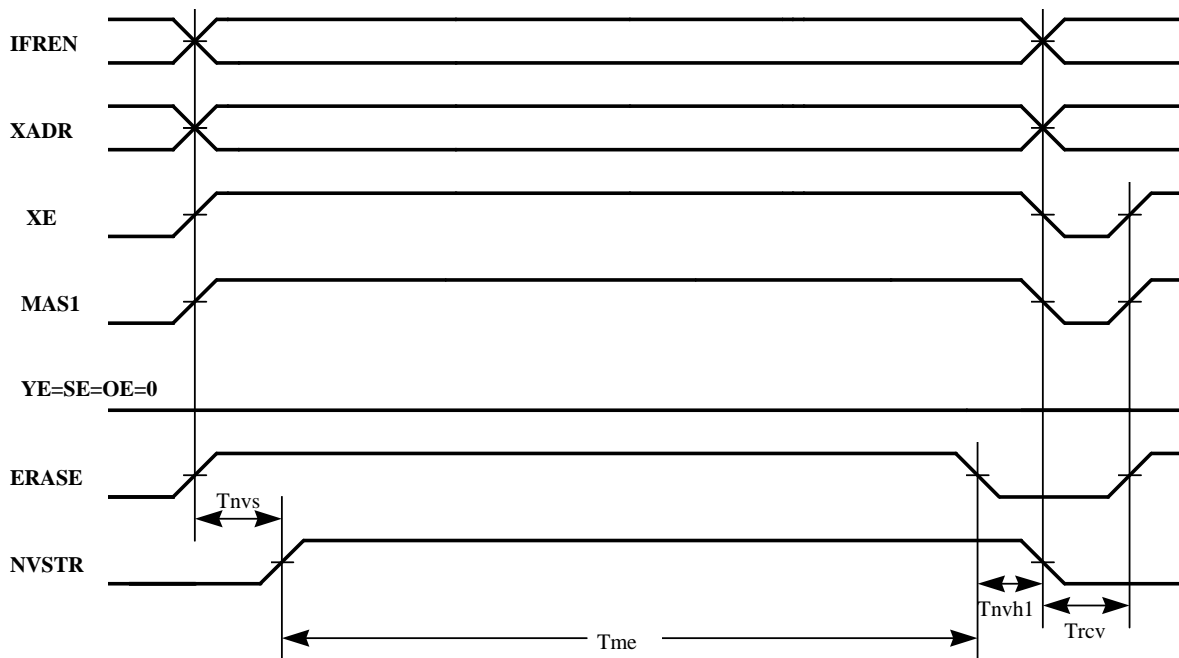 IFREN
XADR
XE
MAS1
YE=SE=OE=0
ERASE
Tnvs
NVSTR
Tnvh1
Trcv
Tme